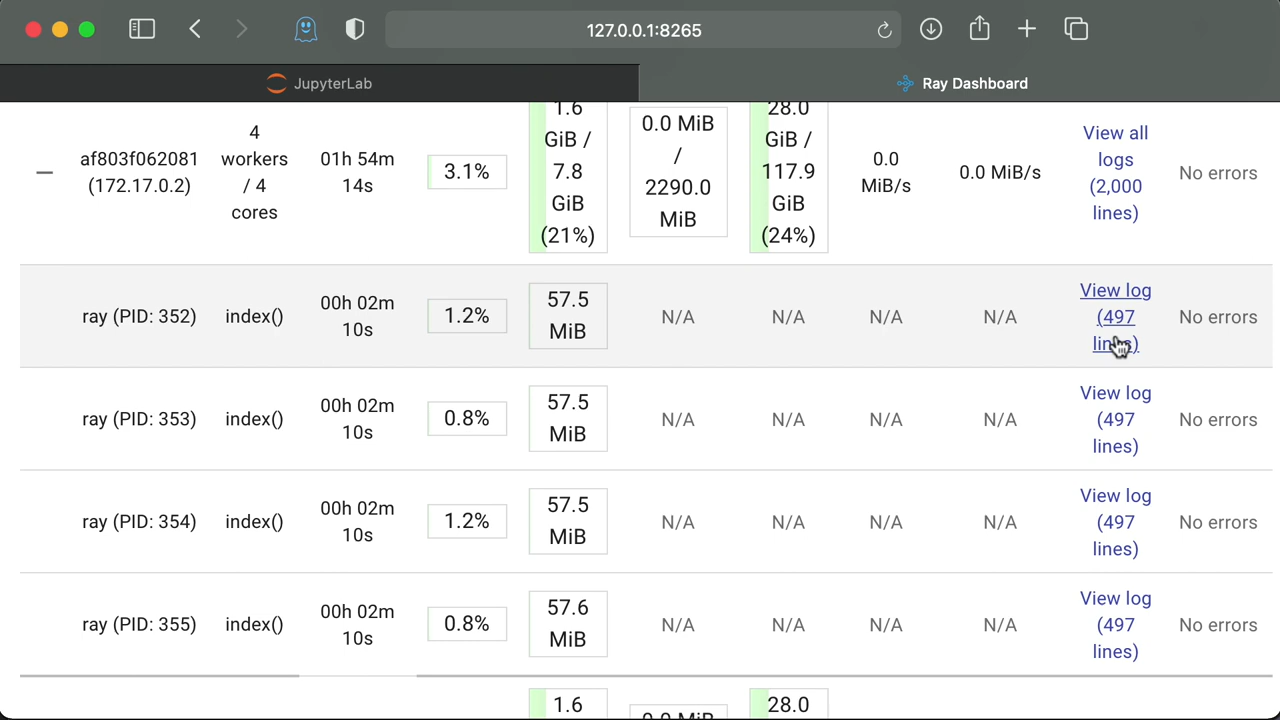 127.0.0.1:8265
JupyterLab
Ray Dashboard
af803f062081
(172.17.0.2)
4
workers
/ 4
cores
01h 54m
14s
3.1%
1.6
GiB /
7.8
GiB
(21%)
0.0 MiB
/
2290.0
MiB
28.0
GiB /
117.9
GiB
(24%)
0.0
MiB/s
0.0 MiB/s
View all
logs
(2,000
lines)
No errors
ray (PID: 352)
index()
00h 02m
10s
1.2%
57.5
MiB
N/A
N/A
N/A
N/A
View log
(497
lines)
No errors
ray (PID: 353)
index()
00h 02m
10s
0.8%
57.5
MiB
N/A
N/A
N/A
N/A
View log
(497
lines)
No errors
ray (PID: 354)
index()
00h 02m
10s
1.2%
57.5
MiB
N/A
N/A
N/A
N/A
View log
(497
lines)
No errors
ray (PID: 355)
index()
00h 02m
10s
0.8%
57.6
MiB
N/A
N/A
N/A
N/A
View log
(497
lines)
No errors
1.6
0.0 MiB
28.0